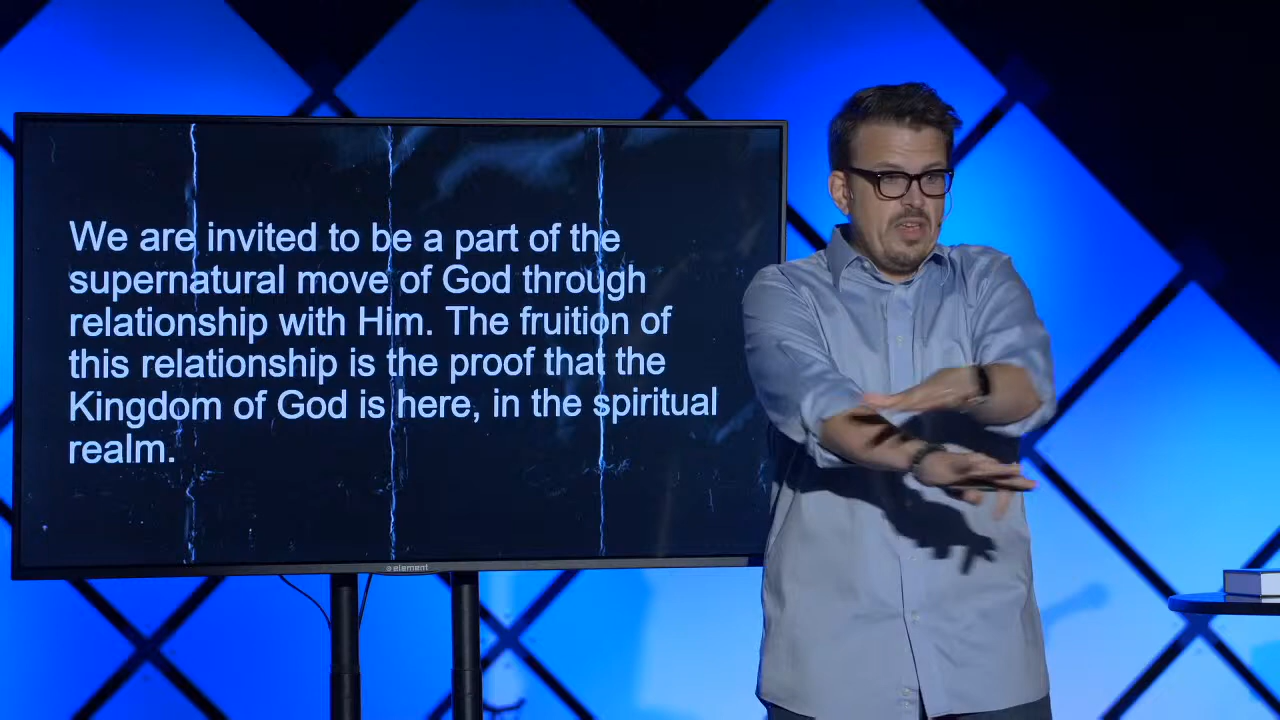 We are invited to be a part of the
supernatural move of God through
relationship with Him. The fruition of
this relationship is the proof that the
Kingdom of God is here, in the spiritual
realm.
element